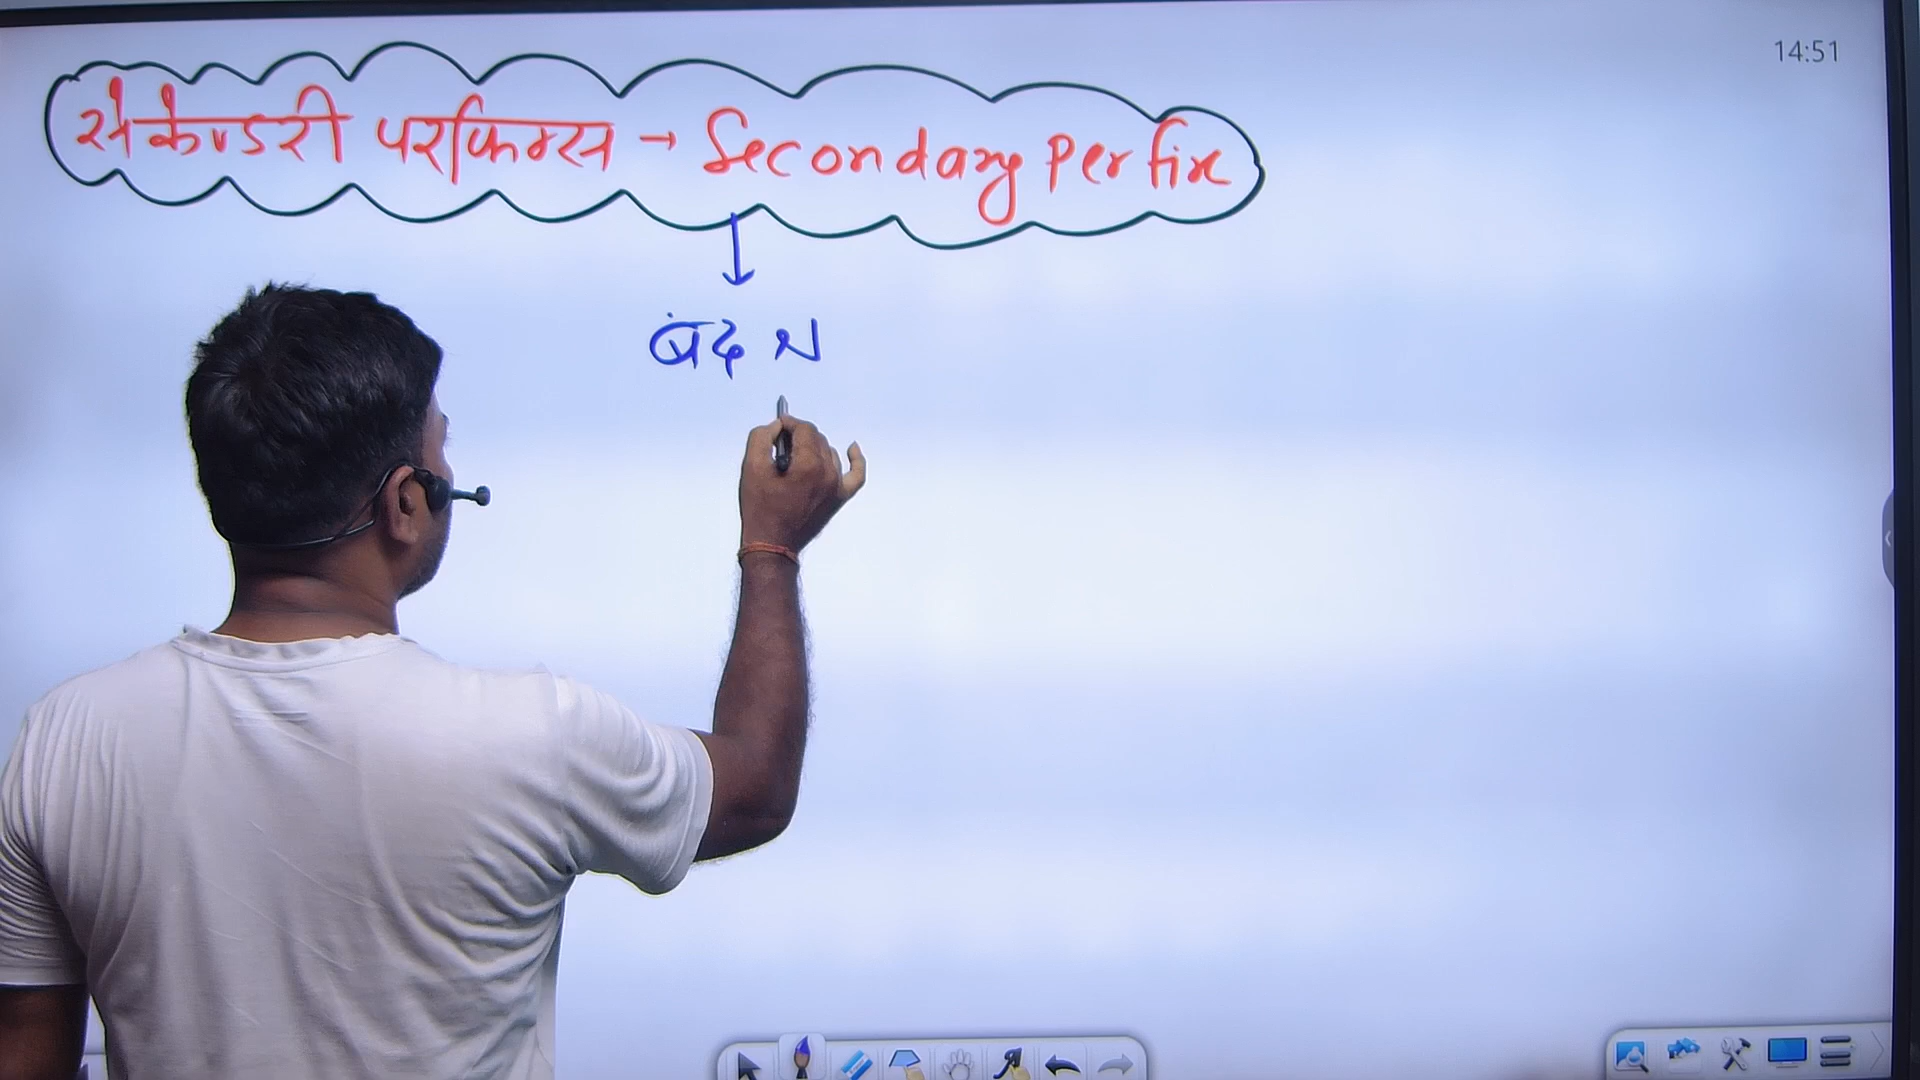 14:51
सेकेण्डरी परफिक्स → Secondary Perfix
↓
बंद श्